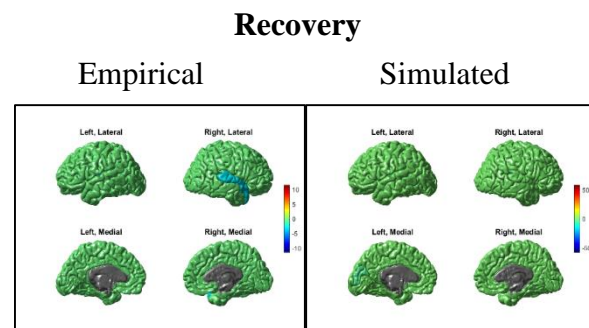 Recovery
Empirical Simulated
Left, Lateral Right, Lateral Left, Lateral Right, Lateral
10
5
0
-5
-10
50
0
-50
Left, Medial Right, Medial Left, Medial Right, Medial